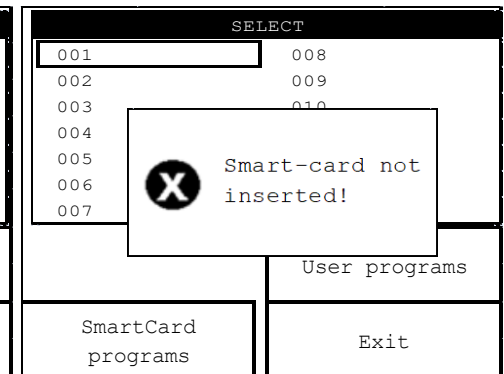 SELECT
001
008
002
009
003
010
004
005
006
007
Smart-card not
inserted!
User programs
SmartCard
programs
Exit